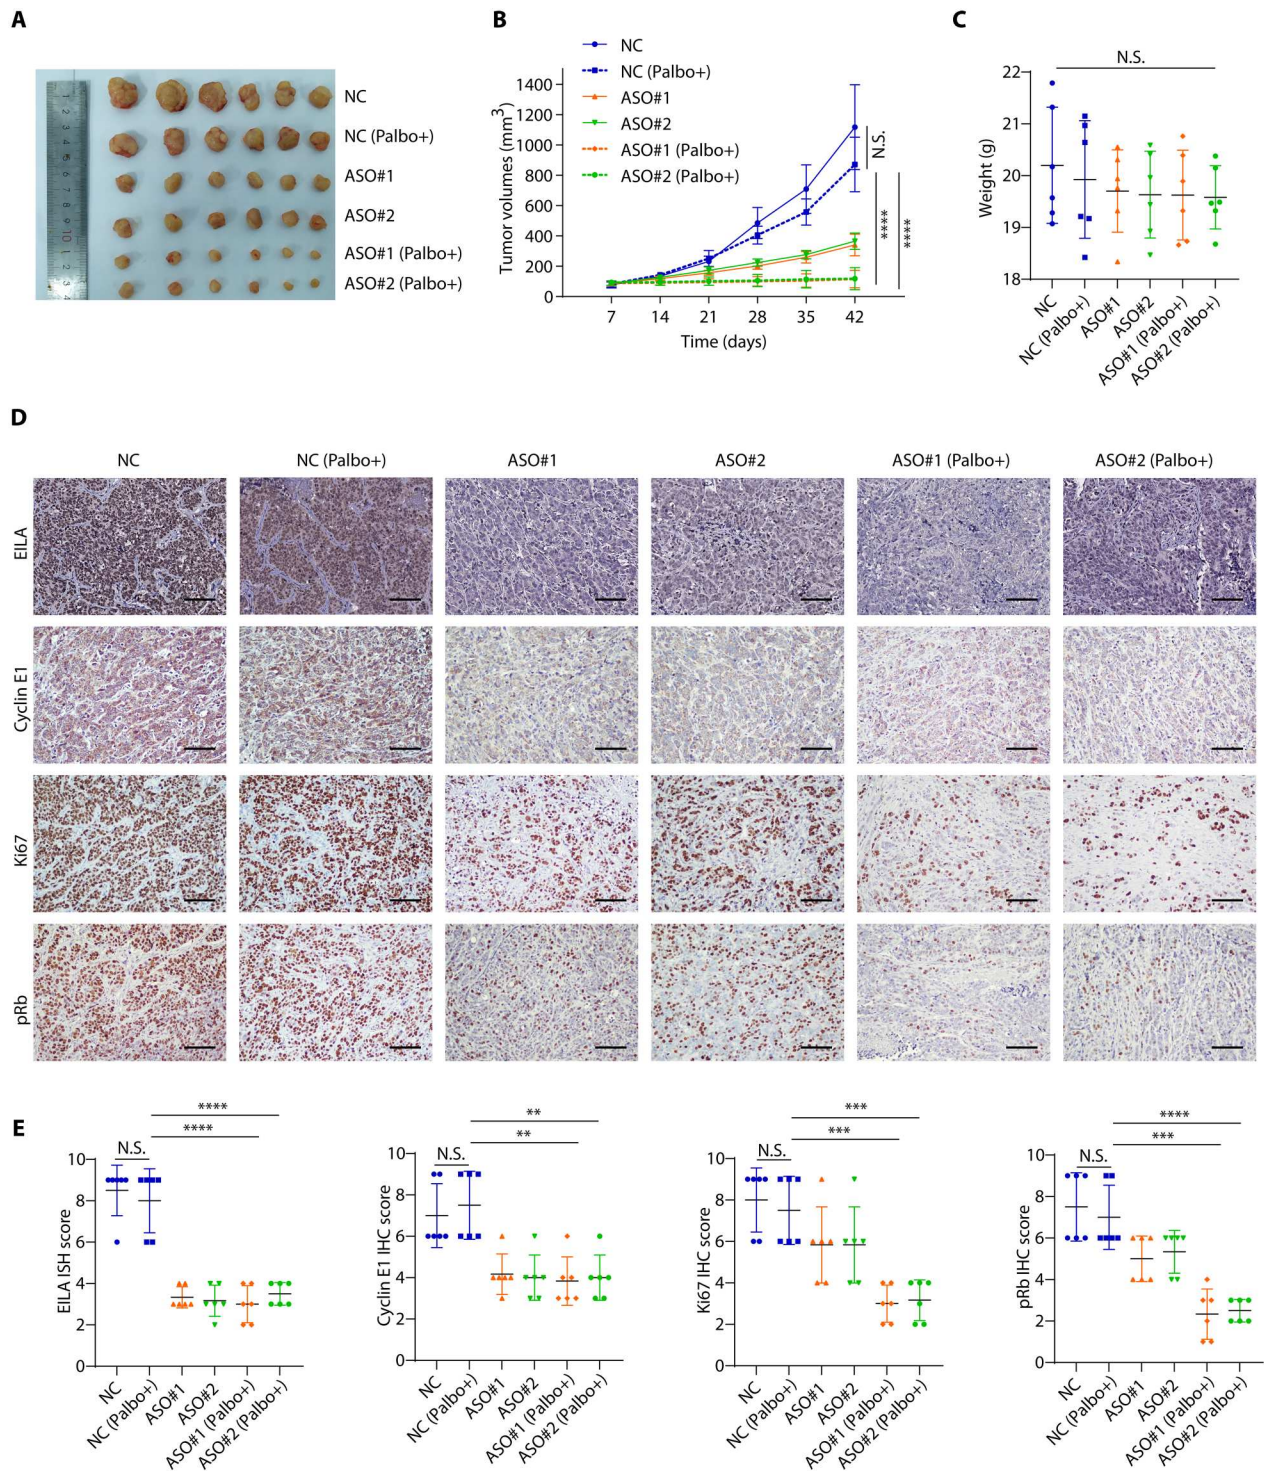 A
NC
NC (Palbo+)
ASO#1
ASO#2
ASO#1 (Palbo+)
ASO#2 (Palbo+)
B
NC
NC (Palbo+)
ASO#1
ASO#2
ASO#1 (Palbo+)
ASO#2 (Palbo+)
Tumor volumes (mm3)
1400
1200
1000
800
600
400
200
0
N.S.
****
****
7 14 21 28 35 42
Time (days)
C
N.S.
Weight (g)
22
21
20
19
18
NC
NC (Palbo+)
ASO#1
ASO#2
ASO#1 (Palbo+)
ASO#2 (Palbo+)
D
NC NC (Palbo+) ASO#1 ASO#2 ASO#1 (Palbo+) ASO#2 (Palbo+)
EILA
Cyclin E1
Ki67
pRb
E
****
****
N.S.
EILA ISH score
10
8
6
4
2
0
NC
NC (Palbo+)
ASO#1
ASO#2
ASO#1 (Palbo+)
ASO#2 (Palbo+)
**
**
N.S.
Cyclin E1 IHC score
10
8
6
4
2
0
NC
NC (Palbo+)
ASO#1
ASO#2
ASO#1 (Palbo+)
ASO#2 (Palbo+)
***
***
N.S.
Ki67 IHC score
10
8
6
4
2
0
NC
NC (Palbo+)
ASO#1
ASO#2
ASO#1 (Palbo+)
ASO#2 (Palbo+)
****
***
N.S.
pRb IHC score
10
8
6
4
2
0
NC
NC (Palbo+)
ASO#1
ASO#2
ASO#1 (Palbo+)
ASO#2 (Palbo+)